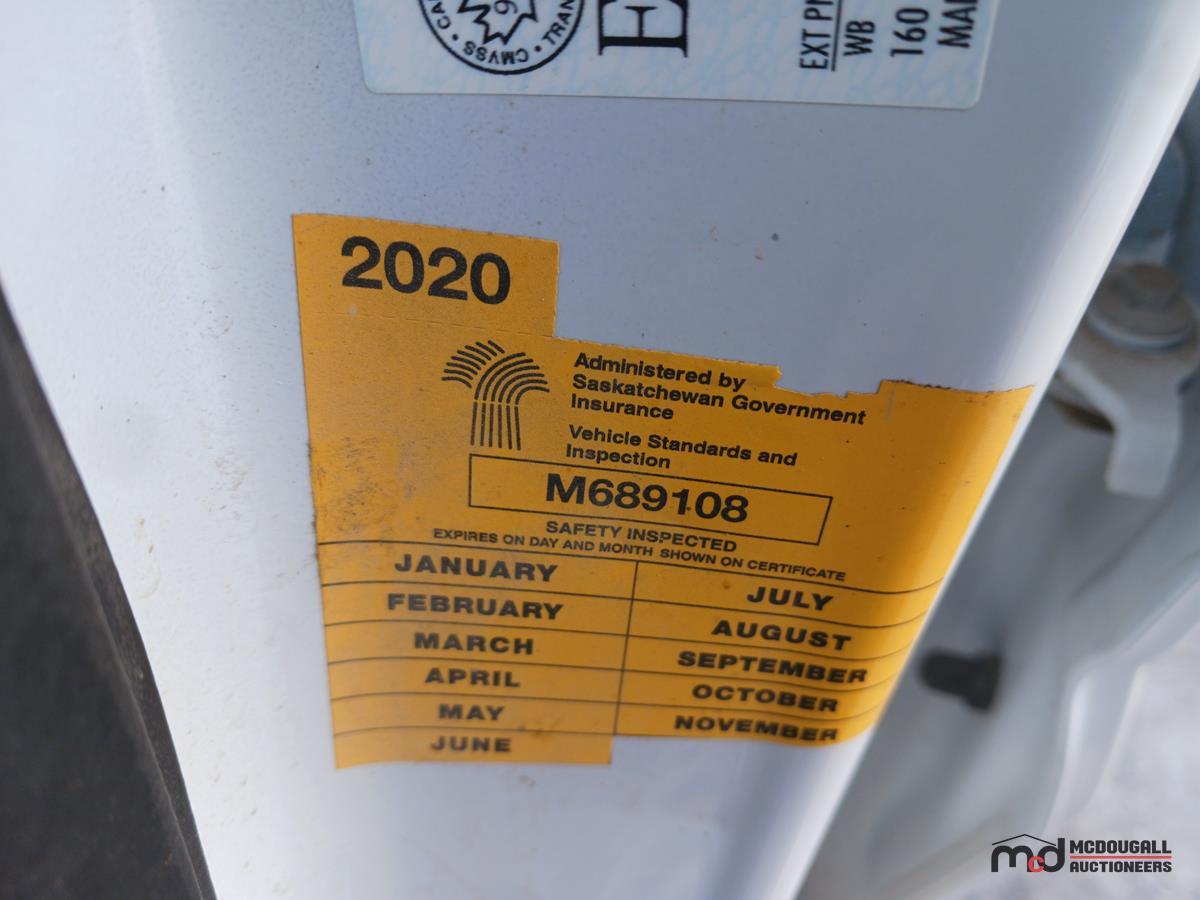 CMVSS
EXT
WB
160
2020
Administered by
Saskatchewan Government
Insurance
Vehicle Standards and
Inspection
M689108
SAFETY INSPECTED
EXPIRES ON DAY AND MONTH SHOWN ON CERTIFICATE
JANUARY JULY
FEBRUARY AUGUST
MARCH SEPTEMBER
APRIL OCTOBER
MAY NOVEMBER
JUNE
mcd MCDOUGALL
AUCTIONEERS